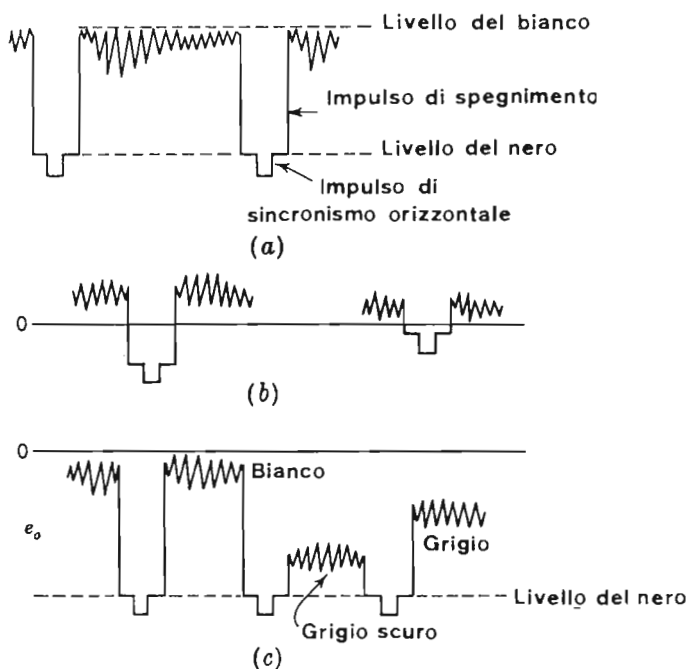 Livello del bianco
Impulso di spegnimento
Livello del nero
Impulso di
sincronismo orizzontale
(a)
0
(b)
0
Bianco
e_o
Grigio
Livello del nero
Grigio scuro
(c)